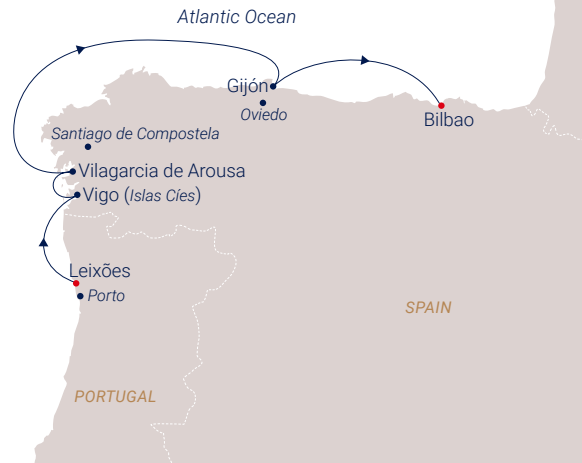 Atlantic Ocean
Gijón
Oviedo
Bilbao
Santiago de Compostela
Vilagarcia de Arousa
Vigo (Islas Cíes)
Leixões
Porto
SPAIN
PORTUGAL